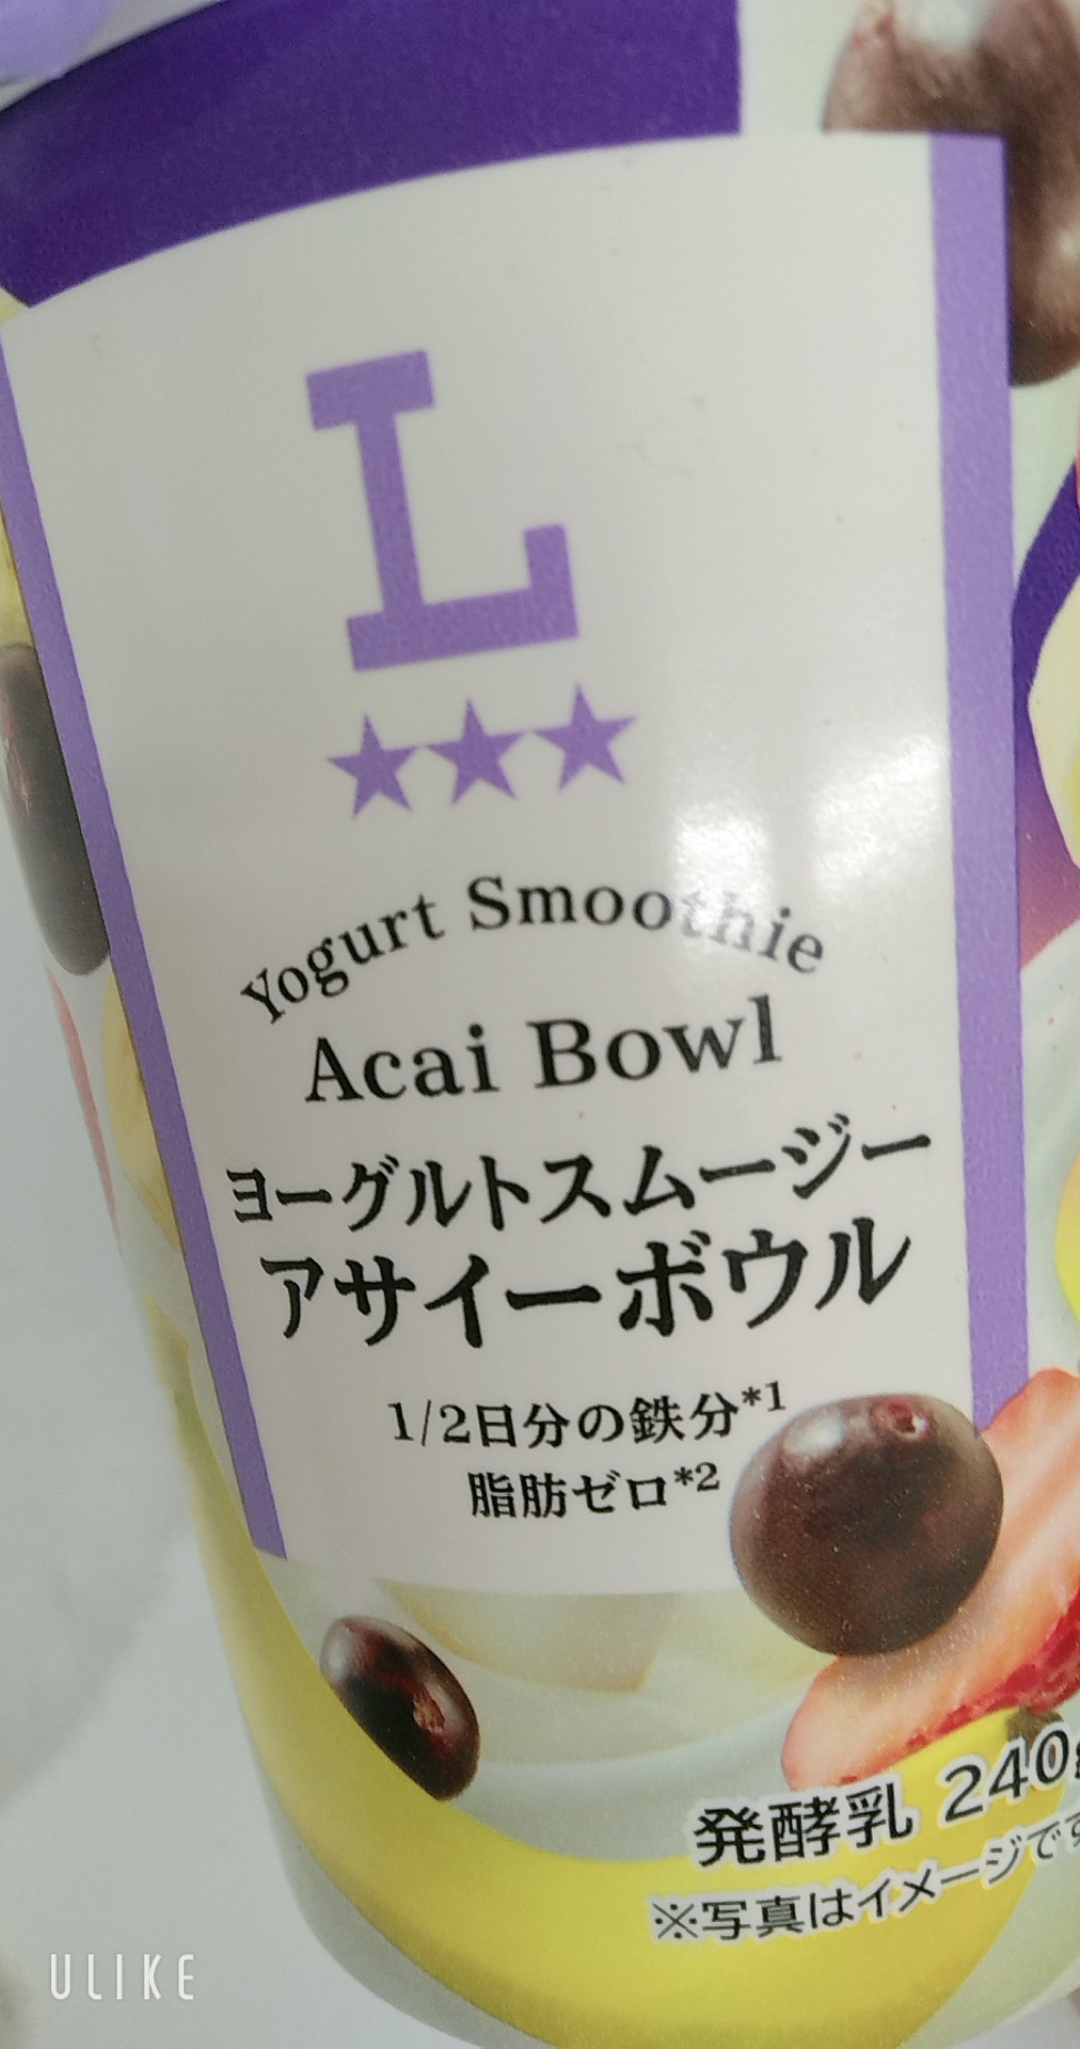 L
★★★
Yogurt Smoothie
Acai Bowl
ヨーグルトスムージー
アサイーボウル
1/2日分の鉄分*1
脂肪ゼロ*2
発酵乳 240g
※写真はイメージです
ULIKE